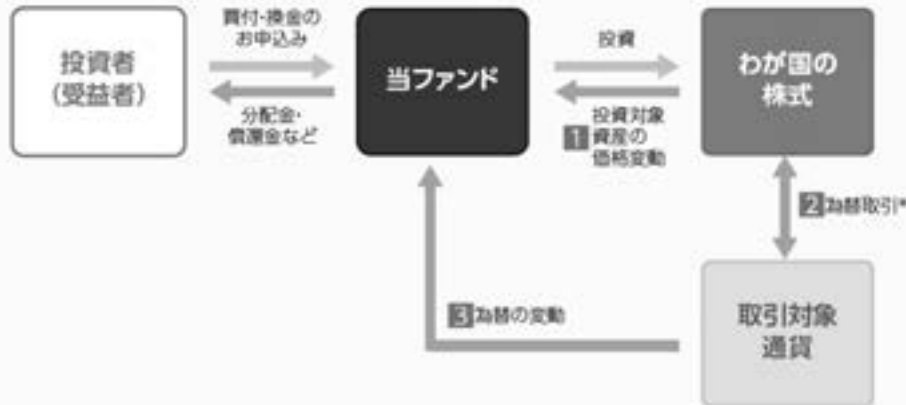 買付・換金の
お申込み
投資者
（受益者）
分配金・
償還金など
当ファンド
投資
1 投資対象
資産の
価格変動
わが国の
株式
2 為替取引*
3 為替の変動
取引対象
通貨